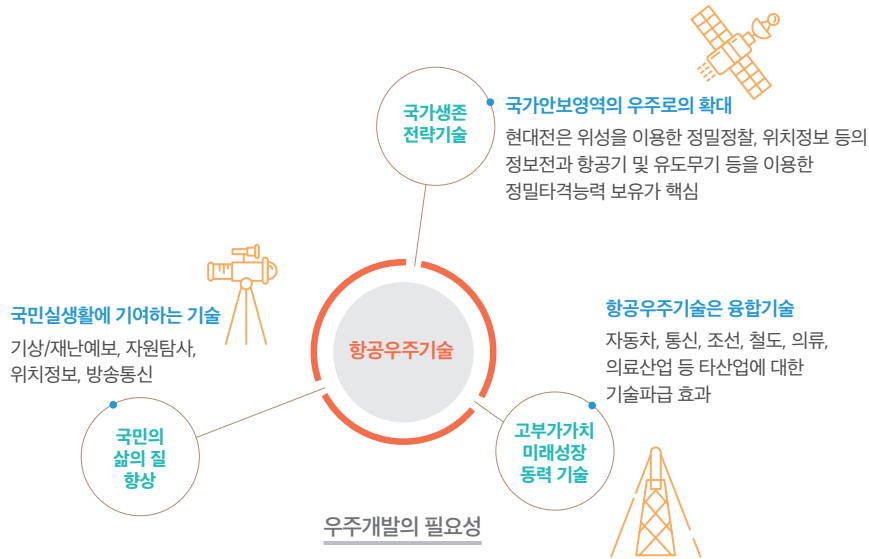 국가생존
전략기술
국가안보영역의 우주로의 확대
현대전은 위성을 이용한 정밀정찰, 위치정보 등의
정보전과 항공기 및 유도무기 등을 이용한
정밀타격능력 보유가 핵심
국민실생활에 기여하는 기술
기상/재난예보, 자원탐사,
위치정보, 방송통신
항공우주기술
항공우주기술은 융합기술
자동차, 통신, 조선, 철도, 의류,
의료산업 등 타산업에 대한
기술파급 효과
국민의
삶의 질
향상
고부가가치
미래성장
동력 기술
우주개발의 필요성